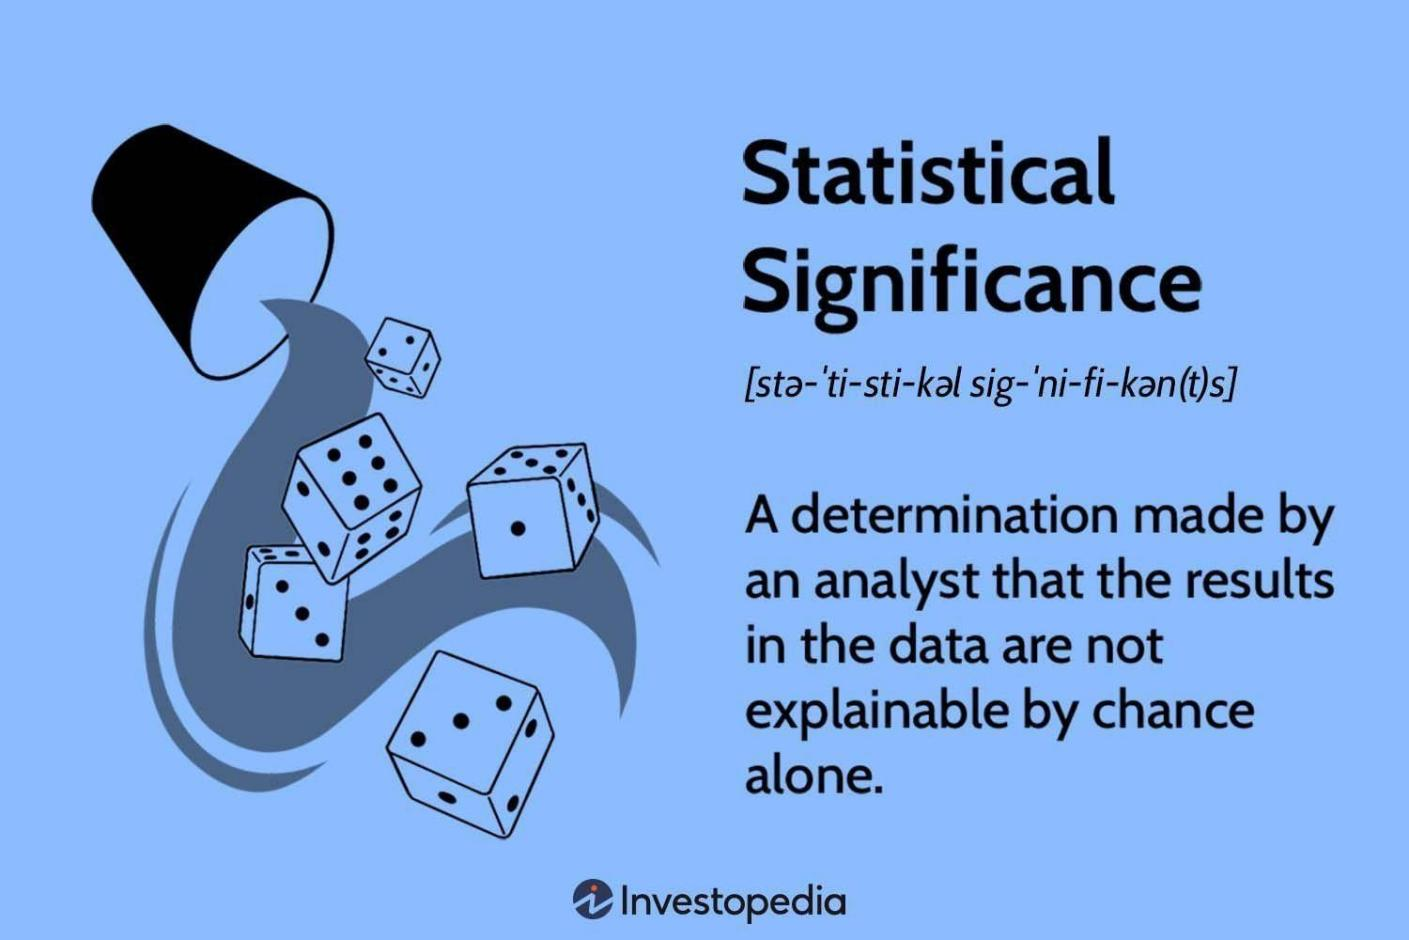 Statistical
Significance
[stə-ˈti-sti-kəl sig-ˈni-fi-kən(t)s]
A determination made by
an analyst that the results
in the data are not
explainable by chance
alone.
Investopedia